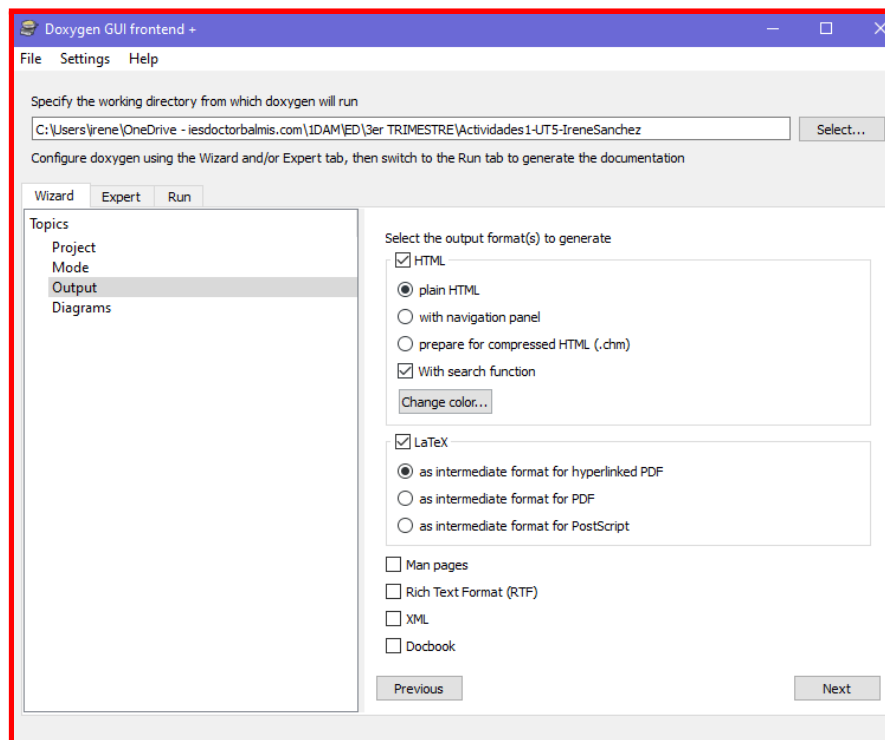 Doxygen GUI frontend +
File Settings Help
Specify the working directory from which doxygen will run
C:\Users\irene\OneDrive - iesdoctorbalmis.com\1DAM\ED\3er TRIMESTRE\Actividades1-UT5-IreneSanchez
Select...
Configure doxygen using the Wizard and/or Expert tab, then switch to the Run tab to generate the documentation
Wizard Expert Run
Topics
Project
Mode
Output
Diagrams
Select the output format(s) to generate
HTML
plain HTML
with navigation panel
prepare for compressed HTML (.chm)
With search function
Change color...
LaTeX
as intermediate format for hyperlinked PDF
as intermediate format for PDF
as intermediate format for PostScript
Man pages
Rich Text Format (RTF)
XML
Docbook
Previous Next